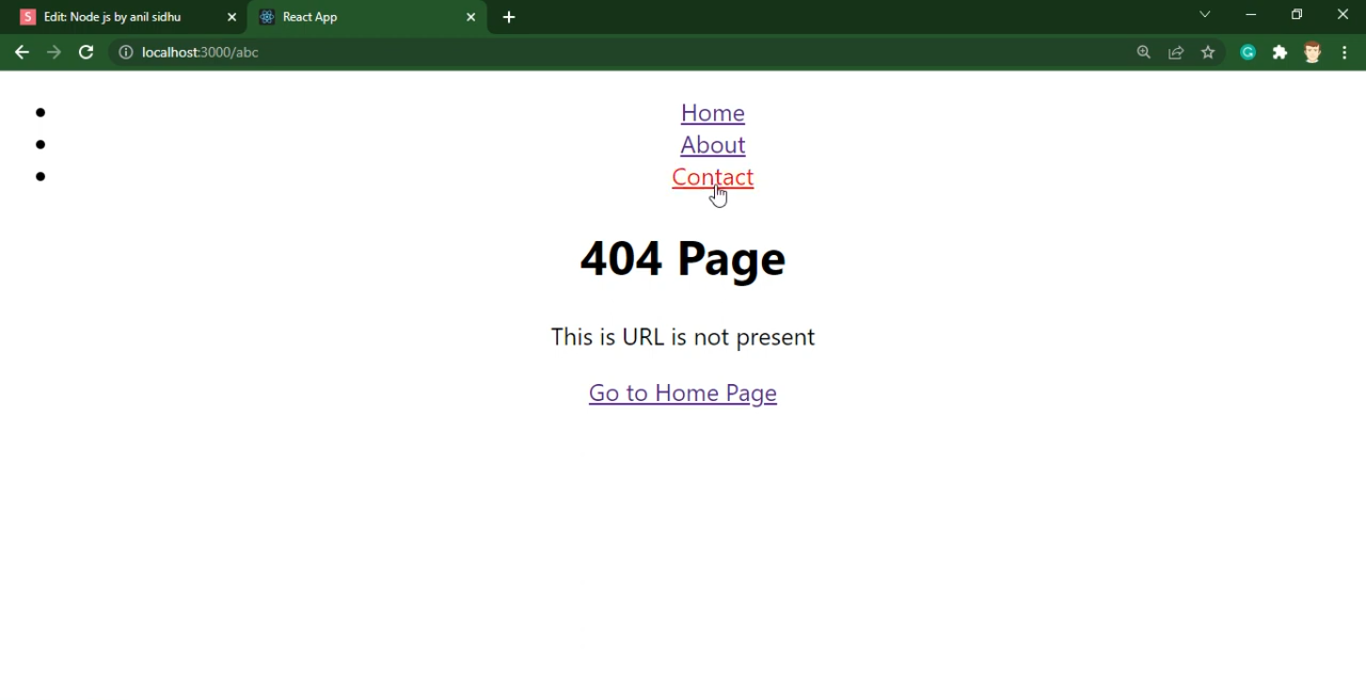 S Edit: Node js by anil sidhu
React App
localhost:3000/abc
G
Home
About
Contact
404 Page
This is URL is not present
Go to Home Page